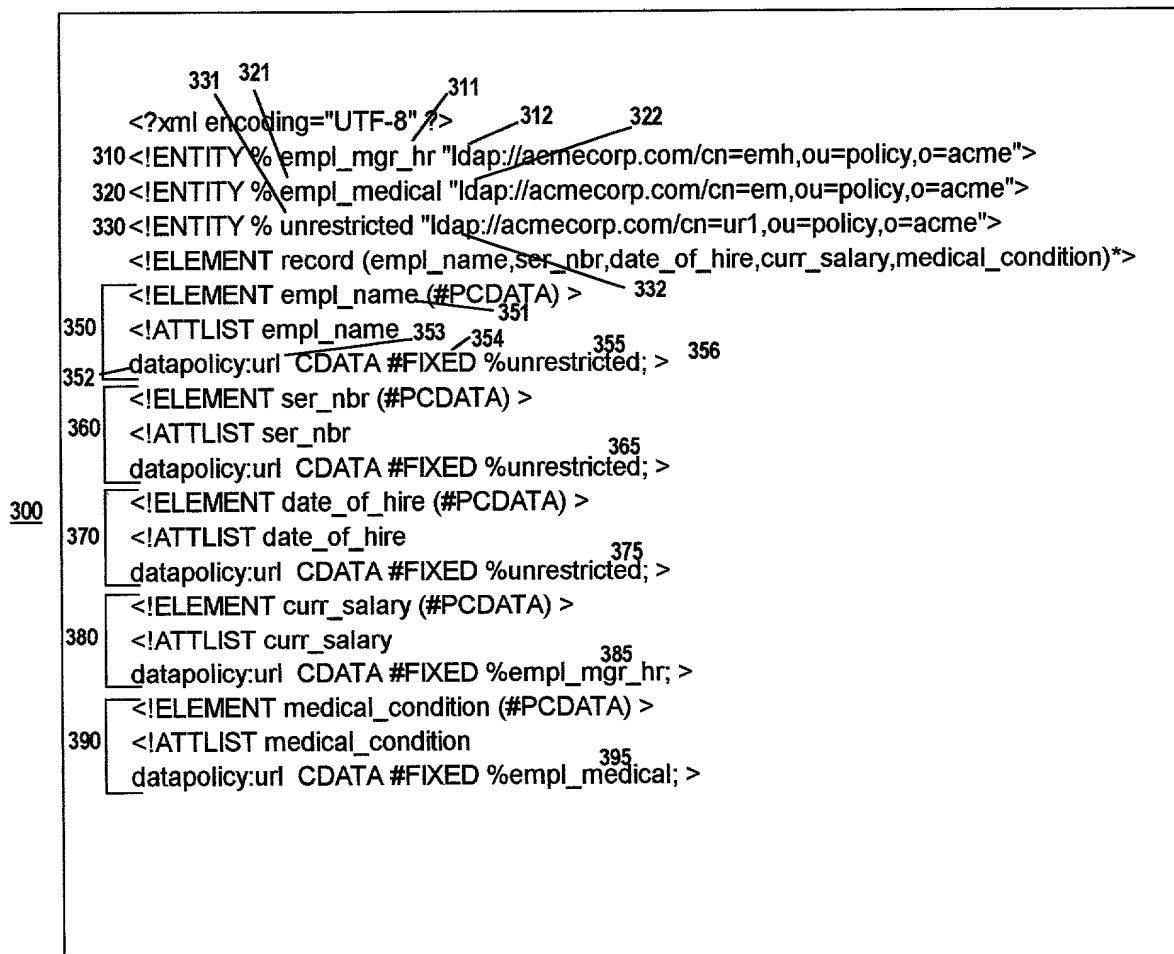 331 321 311
<?xml encoding="UTF-8" ?> 312 322
310 <!ENTITY % empl_mgr_hr "ldap://acmecorp.com/cn=emh,ou=policy,o=acme">
320 <!ENTITY % empl_medical "ldap://acmecorp.com/cn=em,ou=policy,o=acme">
330 <!ENTITY % unrestricted "ldap://acmecorp.com/cn=ur1,ou=policy,o=acme">
<!ELEMENT record (empl_name,ser_nbr,date_of_hire,curr_salary,medical_condition)*>
<!ELEMENT empl_name (#PCDATA) > 332
351
350 <!ATTLIST empl_name 353 354
352 datapolicy:url CDATA #FIXED %unrestricted; > 355 356
<!ELEMENT ser_nbr (#PCDATA) >
360 <!ATTLIST ser_nbr
365
datapolicy:url CDATA #FIXED %unrestricted; >
<!ELEMENT date_of_hire (#PCDATA) >
300
370 <!ATTLIST date_of_hire
375
datapolicy:url CDATA #FIXED %unrestricted; >
<!ELEMENT curr_salary (#PCDATA) >
380 <!ATTLIST curr_salary
385
datapolicy:url CDATA #FIXED %empl_mgr_hr; >
<!ELEMENT medical_condition (#PCDATA) >
390 <!ATTLIST medical_condition
395
datapolicy:url CDATA #FIXED %empl_medical; >